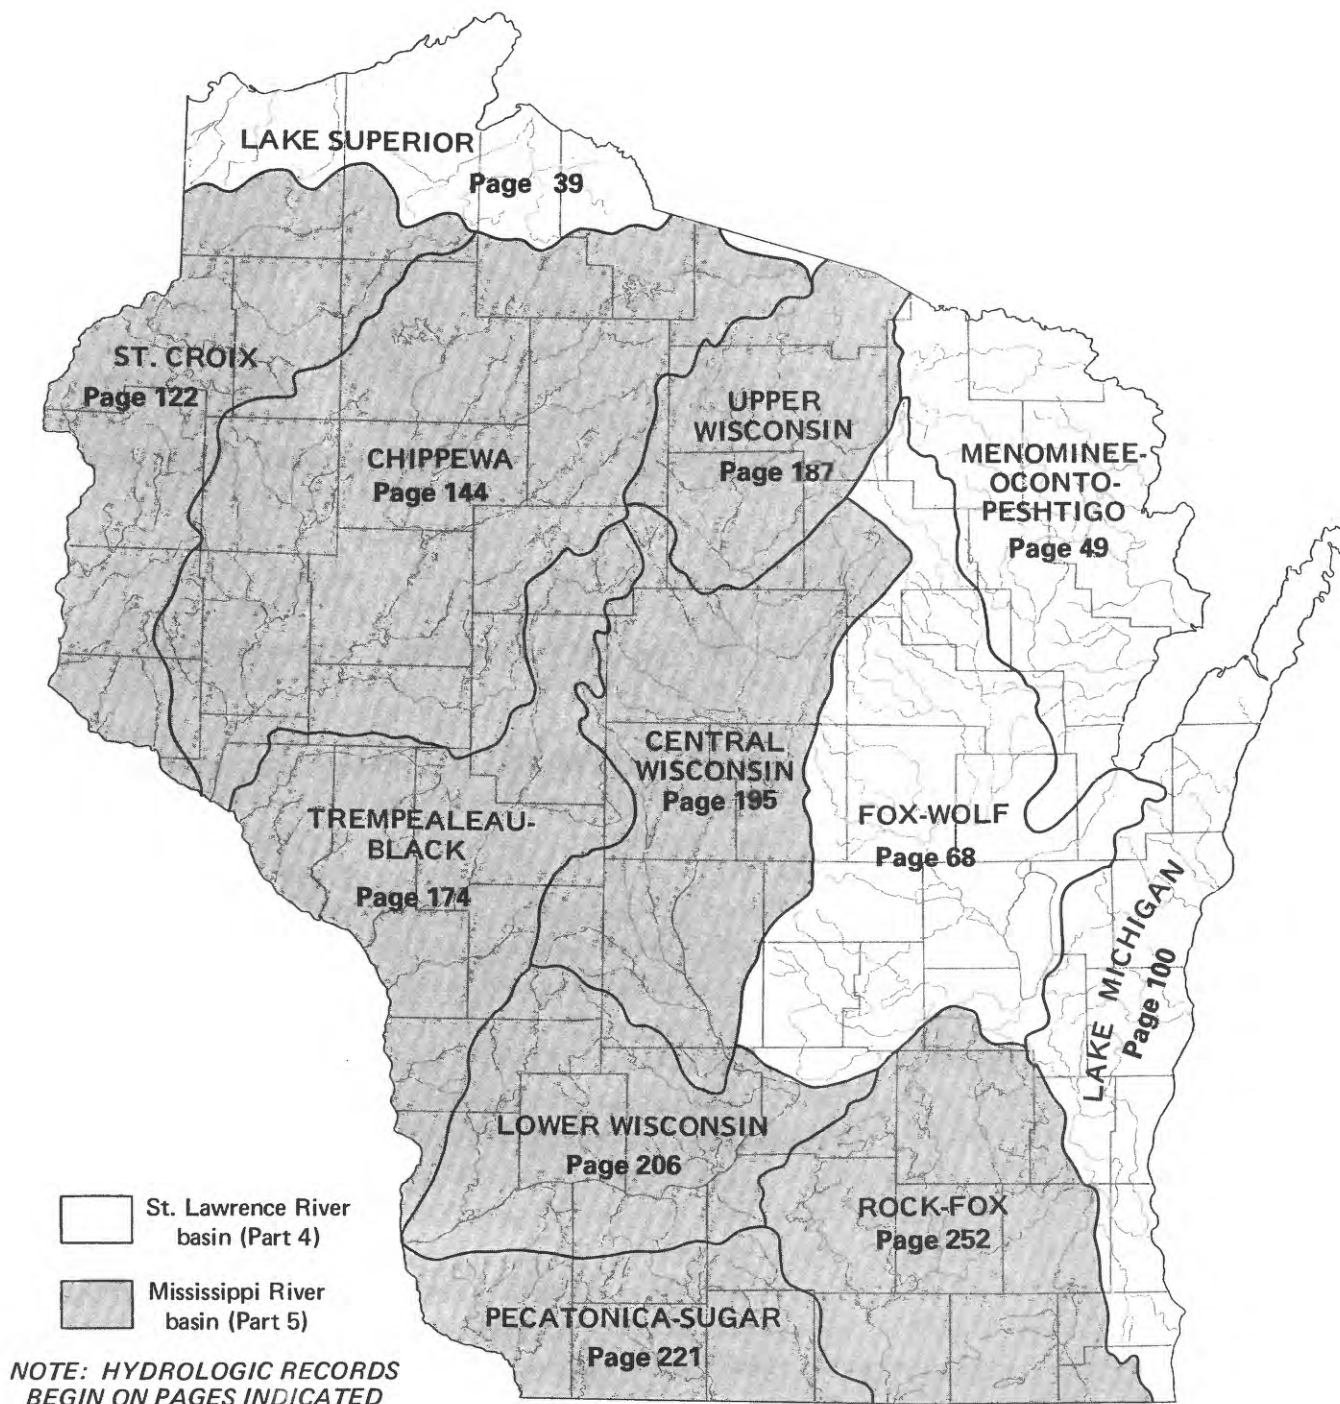 LAKE SUPERIOR
Page 39
ST. CROIX
Page 122
CHIPPEWA
Page 144
UPPER
WISCONSIN
Page 187
MENOMINEE-
OCONTO-
PESHTIGO
Page 49
CENTRAL
WISCONSIN
Page 195
TREMPEALEAU-
BLACK
Page 174
FOX-WOLF
Page 68
LAKE MICHIGAN
Page 100
LOWER WISCONSIN
Page 206
ROCK-FOX
Page 252
PECATONICA-SUGAR
Page 221
St. Lawrence River
basin (Part 4)
Mississippi River
basin (Part 5)
NOTE: HYDROLOGIC RECORDS
BEGIN ON PAGES INDICATED